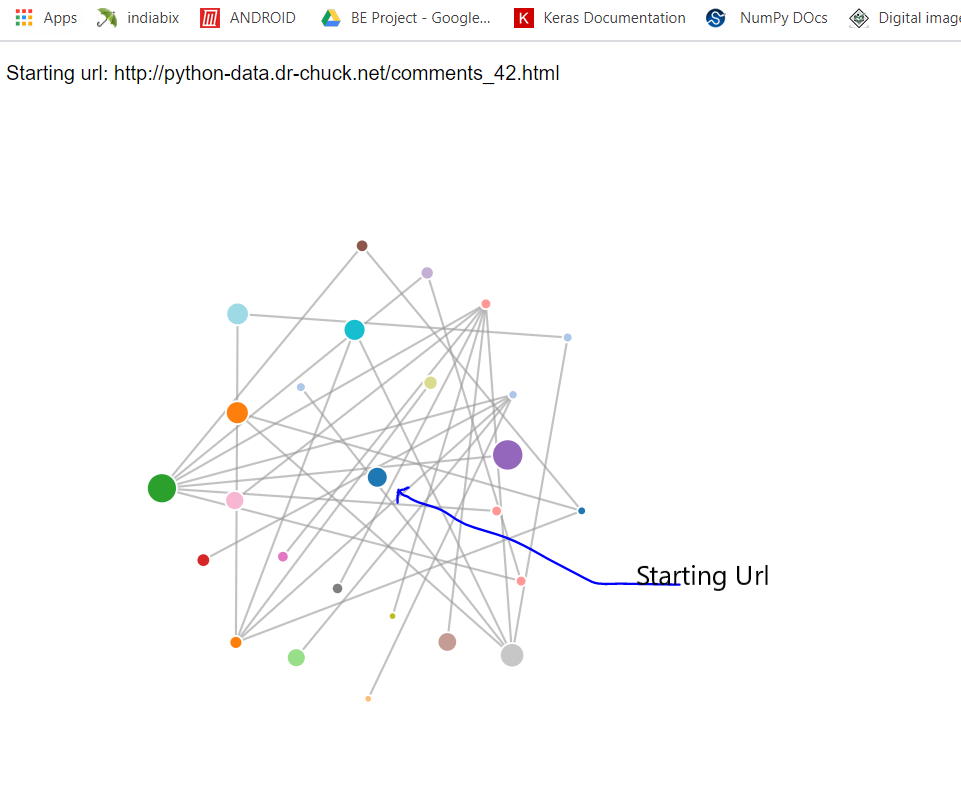 Apps indiabix ANDROID BE Project - Google... Keras Documentation NumPy DOcs Digital image
Starting url: http://python-data.dr-chuck.net/comments_42.html
Starting Url